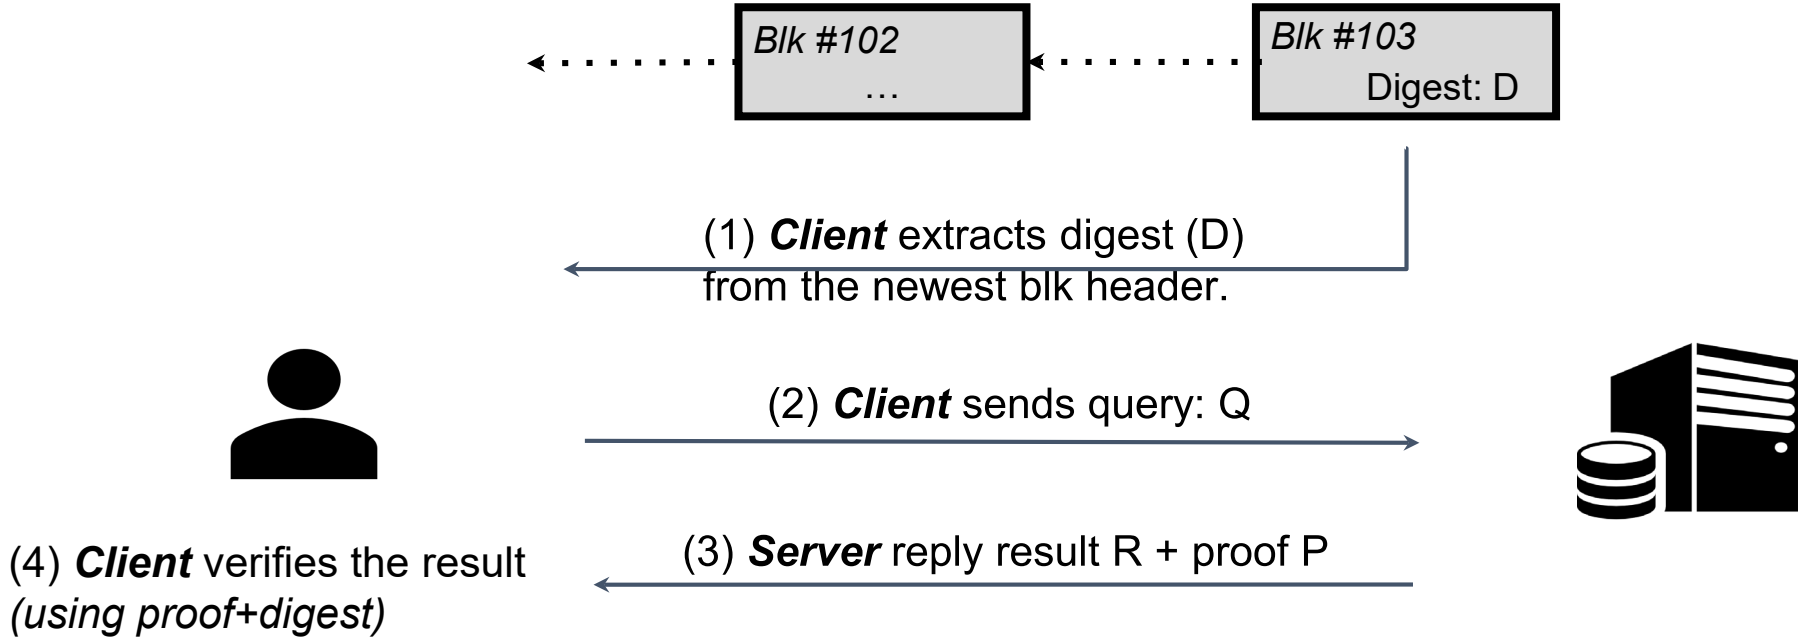 Blk #102
...
Blk #103
Digest: D
(1) Client extracts digest (D)
from the newest blk header.
(2) Client sends query: Q
(3) Server reply result R + proof P
(4) Client verifies the result
(using proof+digest)